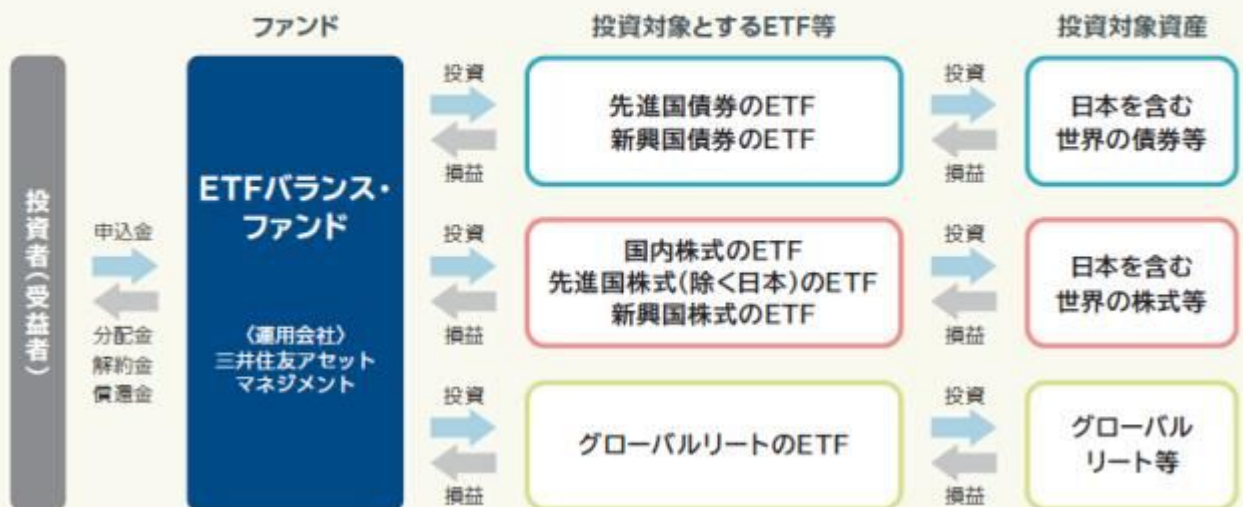 ファンド
投資対象とするETF等
投資対象資産
投資者(受益者)
申込金
分配金
解約金
償還金
ETFバランス・
ファンド
〈運用会社〉
三井住友アセット
マネジメント
投資
損益
先進国債券のETF
新興国債券のETF
投資
損益
日本を含む
世界の債券等
投資
損益
国内株式のETF
先進国株式(除く日本)のETF
新興国株式のETF
投資
損益
日本を含む
世界の株式等
投資
損益
グローバルリートのETF
投資
損益
グローバル
リート等